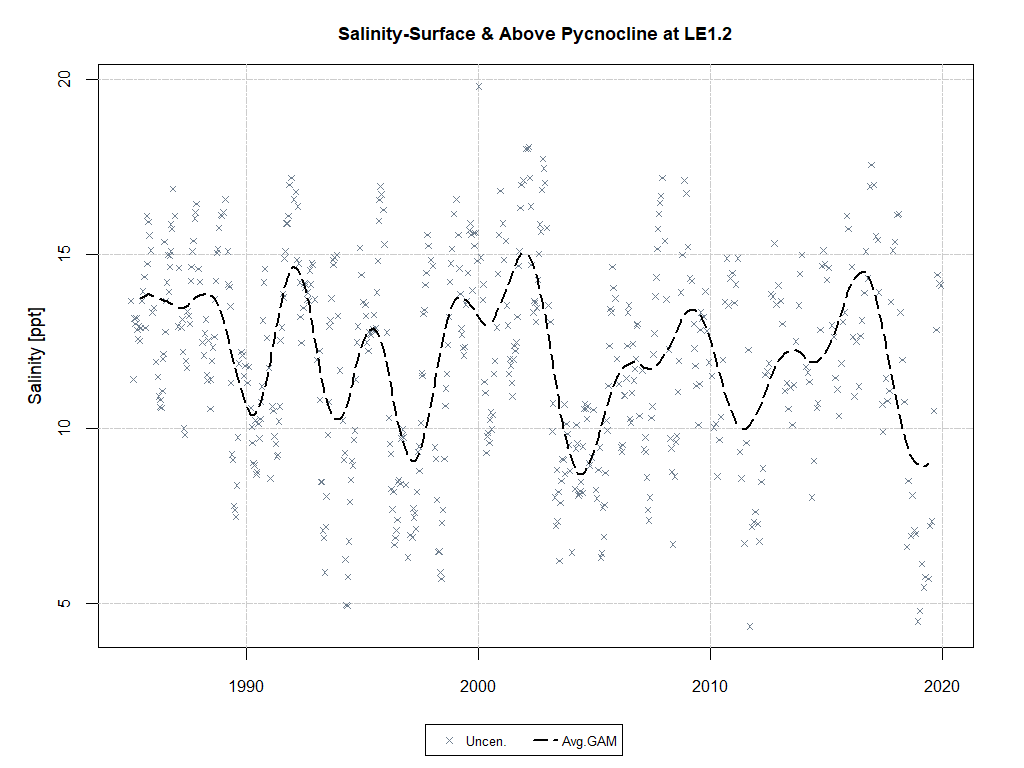 Salinity-Surface & Above Pycnocline at LE1.2
20
15
10
5
Salinity [ppt]
1990 2000 2010 2020
Uncen. Avg.GAM